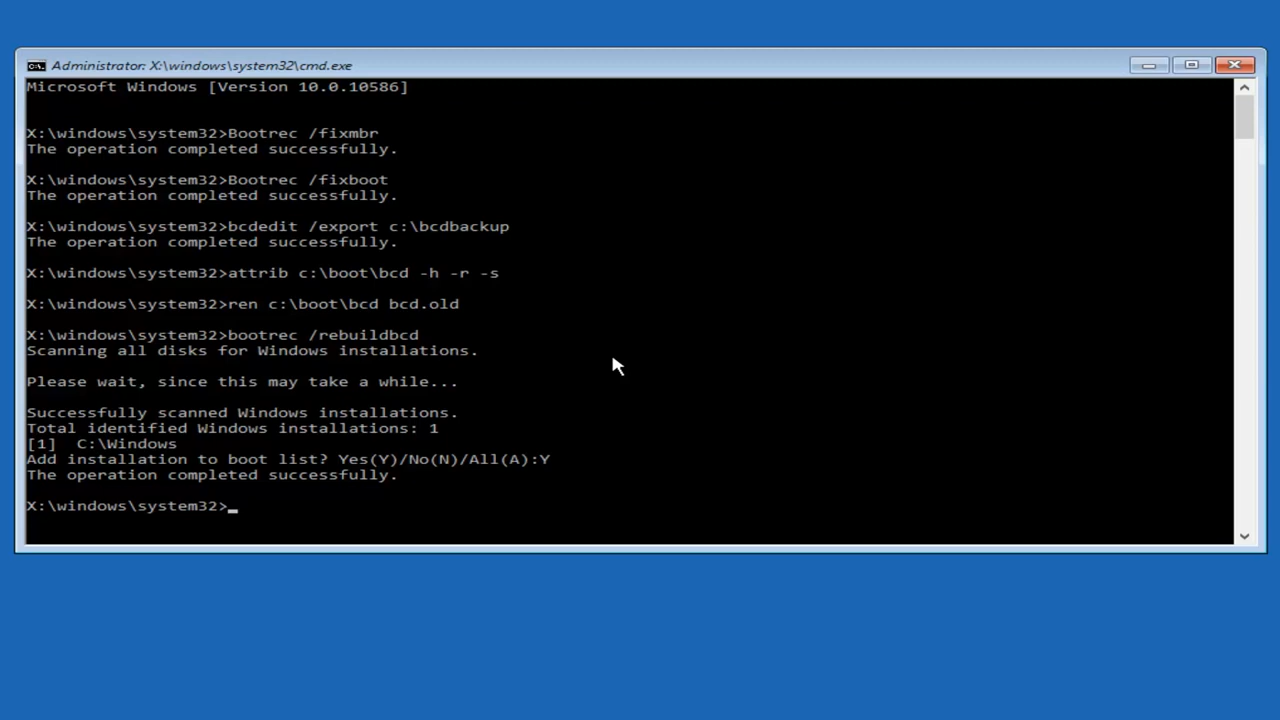 Administrator: X:\windows\system32\cmd.exe
Microsoft Windows [Version 10.0.10586]
X:\windows\system32>Bootrec /fixmbr
The operation completed successfully.
X:\windows\system32>Bootrec /fixboot
The operation completed successfully.
X:\windows\system32>bcdedit /export c:\bcdbackup
The operation completed successfully.
X:\windows\system32>attrib c:\boot\bcd -h -r -s
X:\windows\system32>ren c:\boot\bcd bcd.old
X:\windows\system32>bootrec /rebuildbcd
Scanning all disks for Windows installations.
Please wait, since this may take a while...
Successfully scanned Windows installations.
Total identified Windows installations: 1
[1]  C:\Windows
Add installation to boot list? Yes(Y)/No(N)/All(A):Y
The operation completed successfully.
X:\windows\system32>_